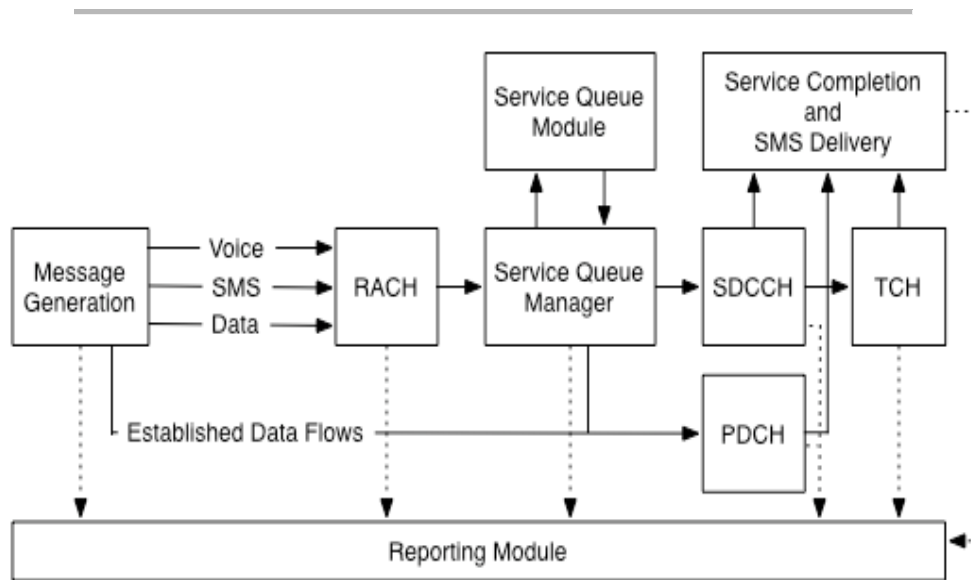 Service Queue
Module
Service Completion
and
SMS Delivery
Message
Generation
Voice
SMS
Data
RACH
Service Queue
Manager
SDCCH
TCH
Established Data Flows
PDCH
Reporting Module